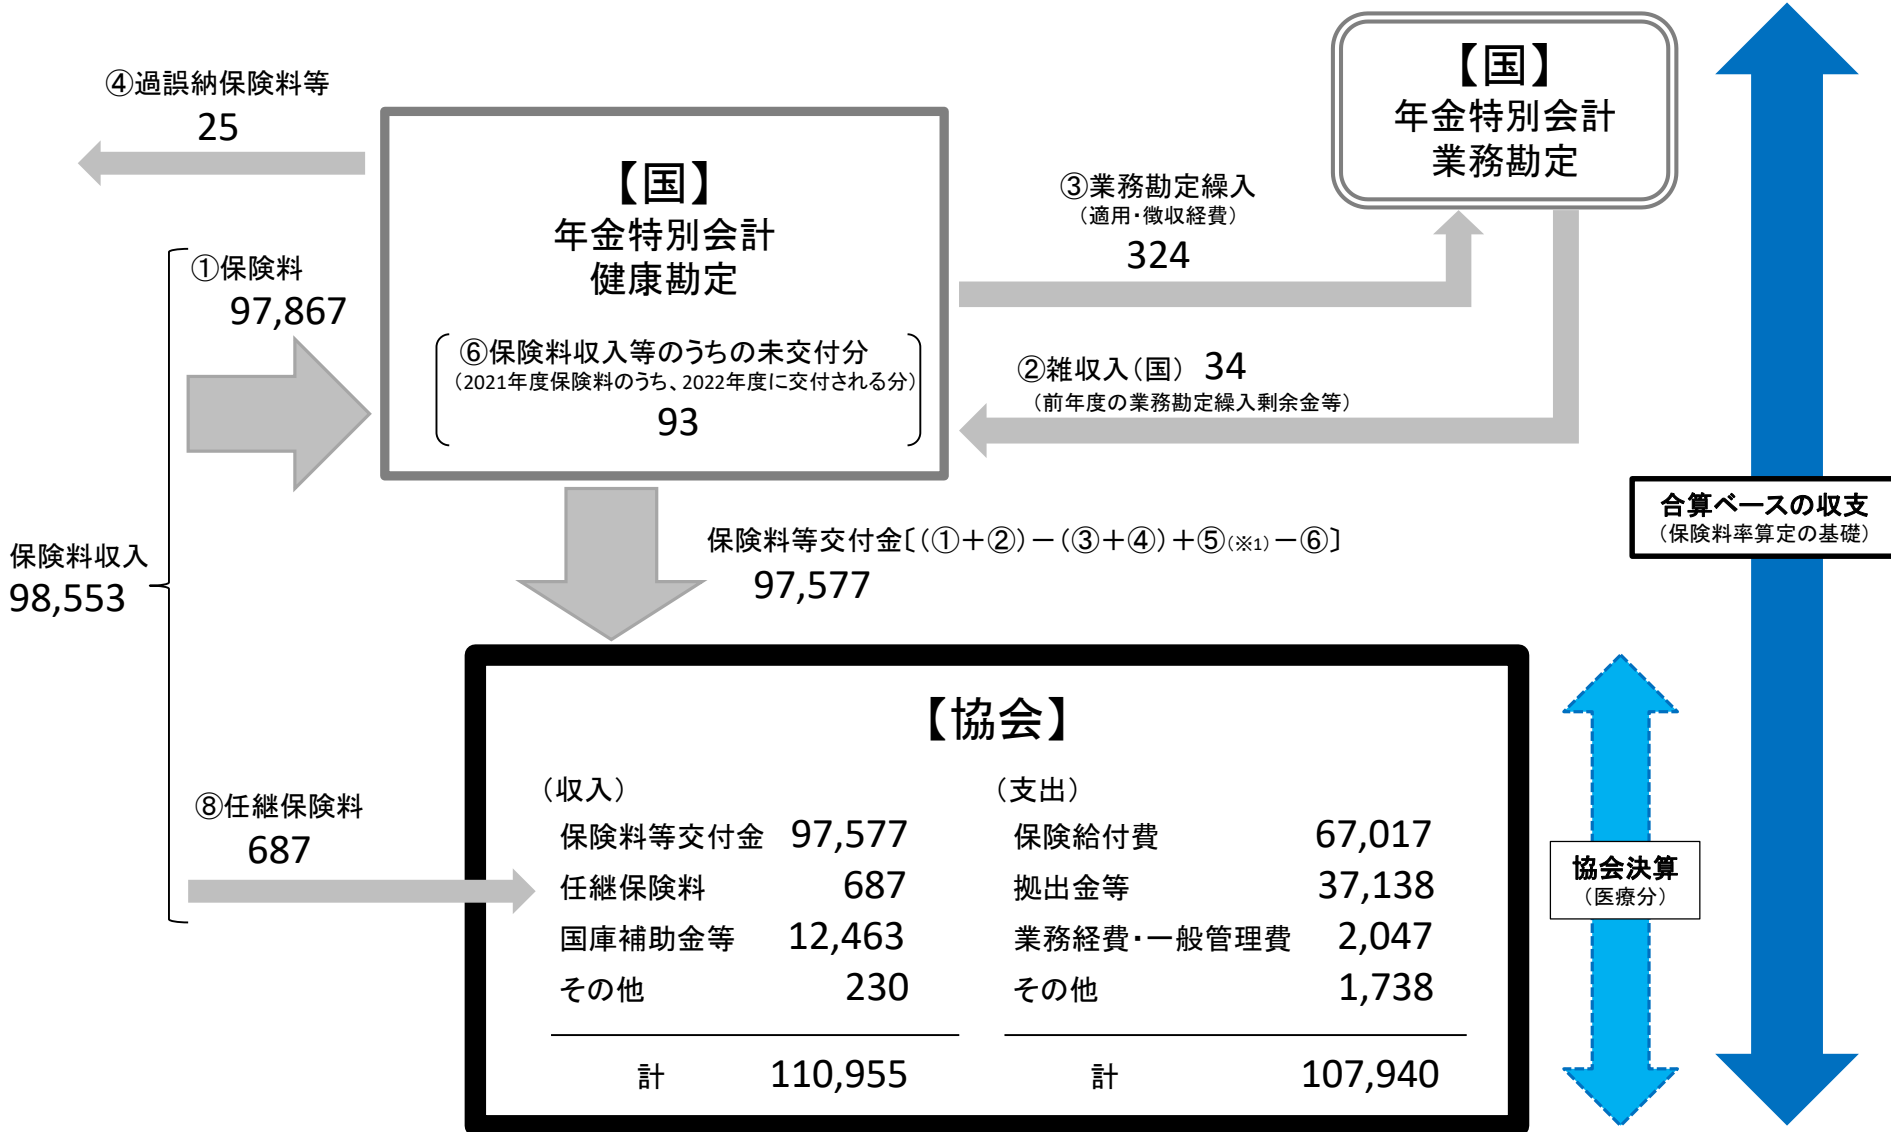 ④過誤納保険料等
25
【国】
年金特別会計
健康勘定
⑥保険料収入等のうちの未交付分
（2021年度保険料のうち、2022年度に交付される分）
93
【国】
年金特別会計
業務勘定
③業務勘定繰入
（適用・徴収経費）
324
②雑収入（国） 34
（前年度の業務勘定繰入剰余金等）
①保険料
97,867
保険料収入
98,553
保険料等交付金〔（①＋②）－（③＋④）＋⑤（※1）－⑥〕
97,577
合算ベースの収支
（保険料率算定の基礎）
⑧任継保険料
687
【協会】
（収入）
保険料等交付金 97,577
任継保険料 687
国庫補助金等 12,463
その他 230
計 110,955
（支出）
保険給付費 67,017
拠出金等 37,138
業務経費・一般管理費 2,047
その他 1,738
計 107,940
協会決算
（医療分）